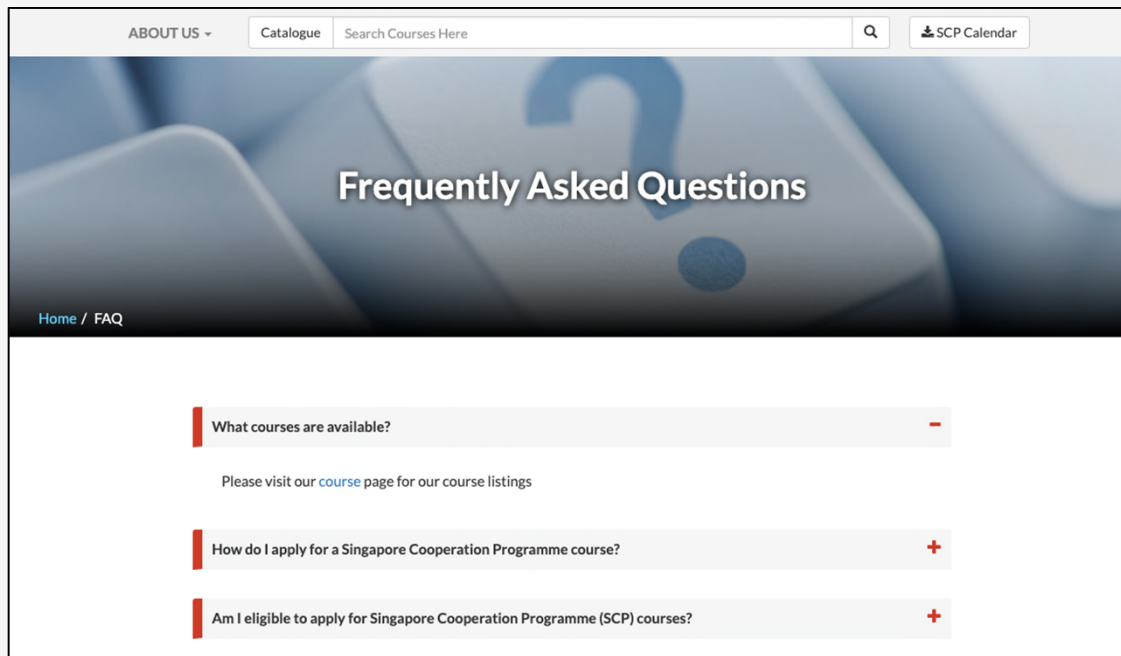 ABOUT US
Catalogue
Search Courses Here
SCP Calendar
Frequently Asked Questions
Home / FAQ
What courses are available?
Please visit our course page for our course listings
How do I apply for a Singapore Cooperation Programme course?
Am I eligible to apply for Singapore Cooperation Programme (SCP) courses?